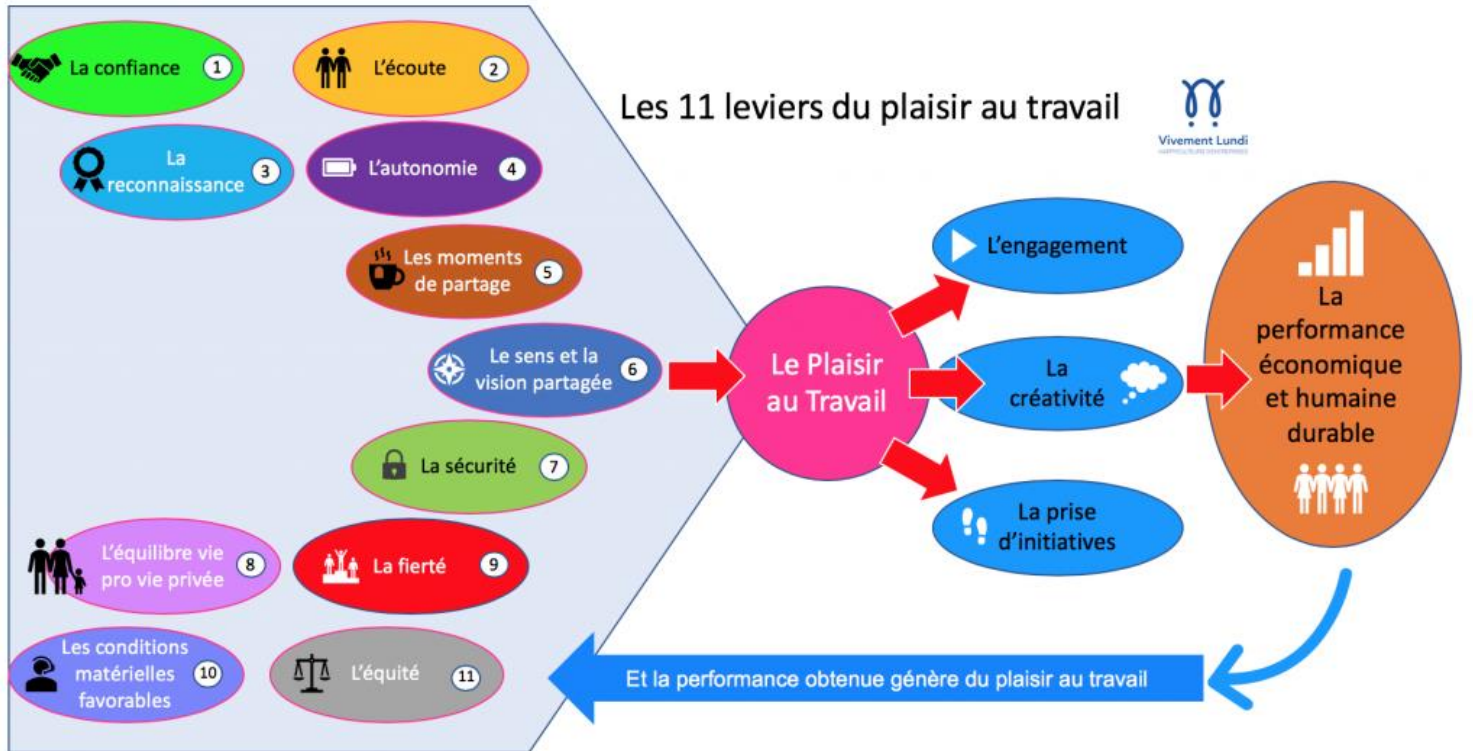 La confiance 1
L'écoute 2
Les 11 leviers du plaisir au travail
Vivement Lundi
HAPPYCULTEURS D'ENTREPRISES
La
reconnaissance 3
L'autonomie 4
Les moments
de partage 5
Le sens et la
vision partagée 6
La sécurité 7
L'équilibre vie
pro vie privée 8
La fierté 9
Les conditions
matérielles
favorables 10
L'équité 11
Le Plaisir
au Travail
L'engagement
La
créativité
La prise
d'initiatives
La
performance
économique
et humaine
durable
Et la performance obtenue génère du plaisir au travail